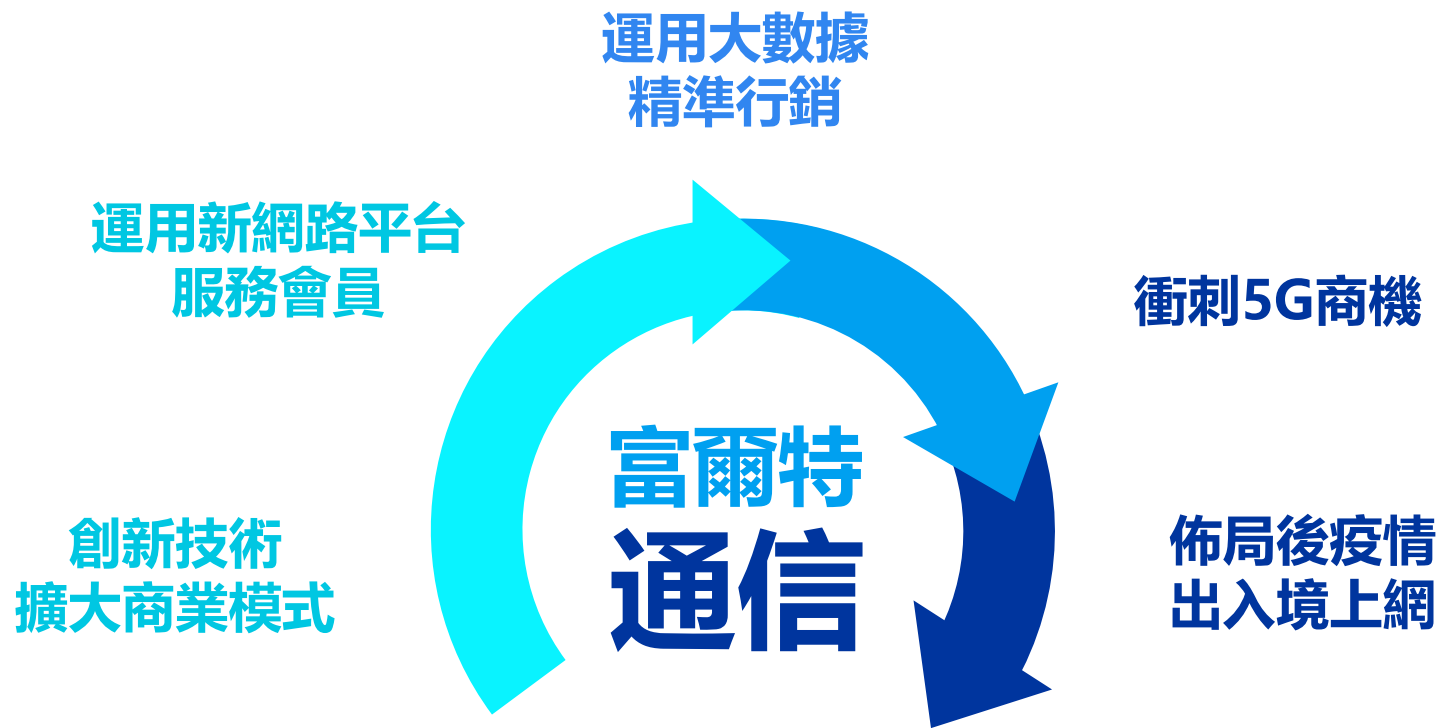 運用大數據
精準行銷
運用新網路平台
服務會員
衝刺5G商機
富爾特
通信
創新技術
擴大商業模式
佈局後疫情
出入境上網